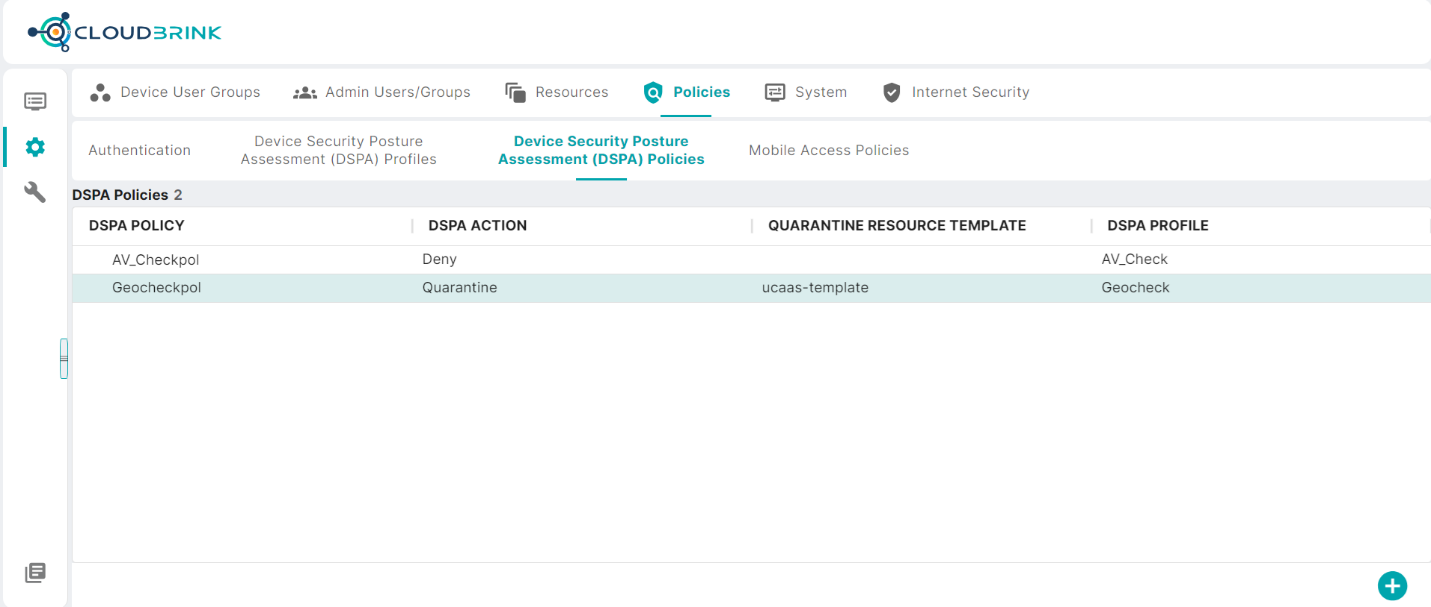 CLOUDBRINK
Device User Groups
Admin Users/Groups
Resources
Policies
System
Internet Security
Authentication
Device Security Posture
Assessment (DSPA) Profiles
Device Security Posture
Assessment (DSPA) Policies
Mobile Access Policies
DSPA Policies 2
DSPA POLICY DSPA ACTION QUARANTINE RESOURCE TEMPLATE DSPA PROFILE
AV_Checkpol Deny AV_Check
Geocheckpol Quarantine ucaas-template Geocheck